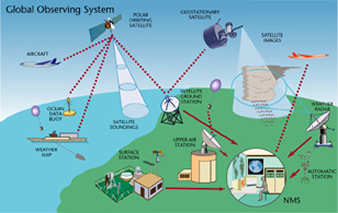 Global Observing System
POLAR
ORBITING
SATELLITE
GEOSTATIONARY
SATELLITE
SATELLITE
IMAGES
AIRCRAFT
OCEAN
DATA
BUOY
SATELLITE
GROUND
STATION
SATELLITE
SOUNDINGS
WEATHER
RADAR
WEATHER
SHIP
SURFACE
STATION
UPPER AIR
STATION
AUTOMATIC
STATION
NMS